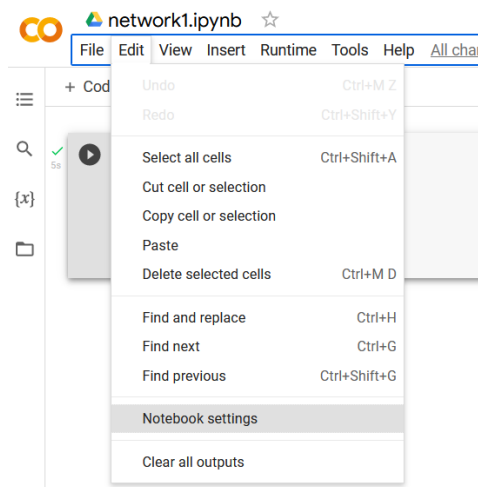 network1.ipynb
File Edit View Insert Runtime Tools Help All
+ Cod
Undo Ctrl+M Z
Redo Ctrl+Shift+Y
5s
Select all cells Ctrl+Shift+A
Cut cell or selection
{x}
Copy cell or selection
Paste
Delete selected cells Ctrl+M D
Find and replace Ctrl+H
Find next Ctrl+G
Find previous Ctrl+Shift+G
Notebook settings
Clear all outputs